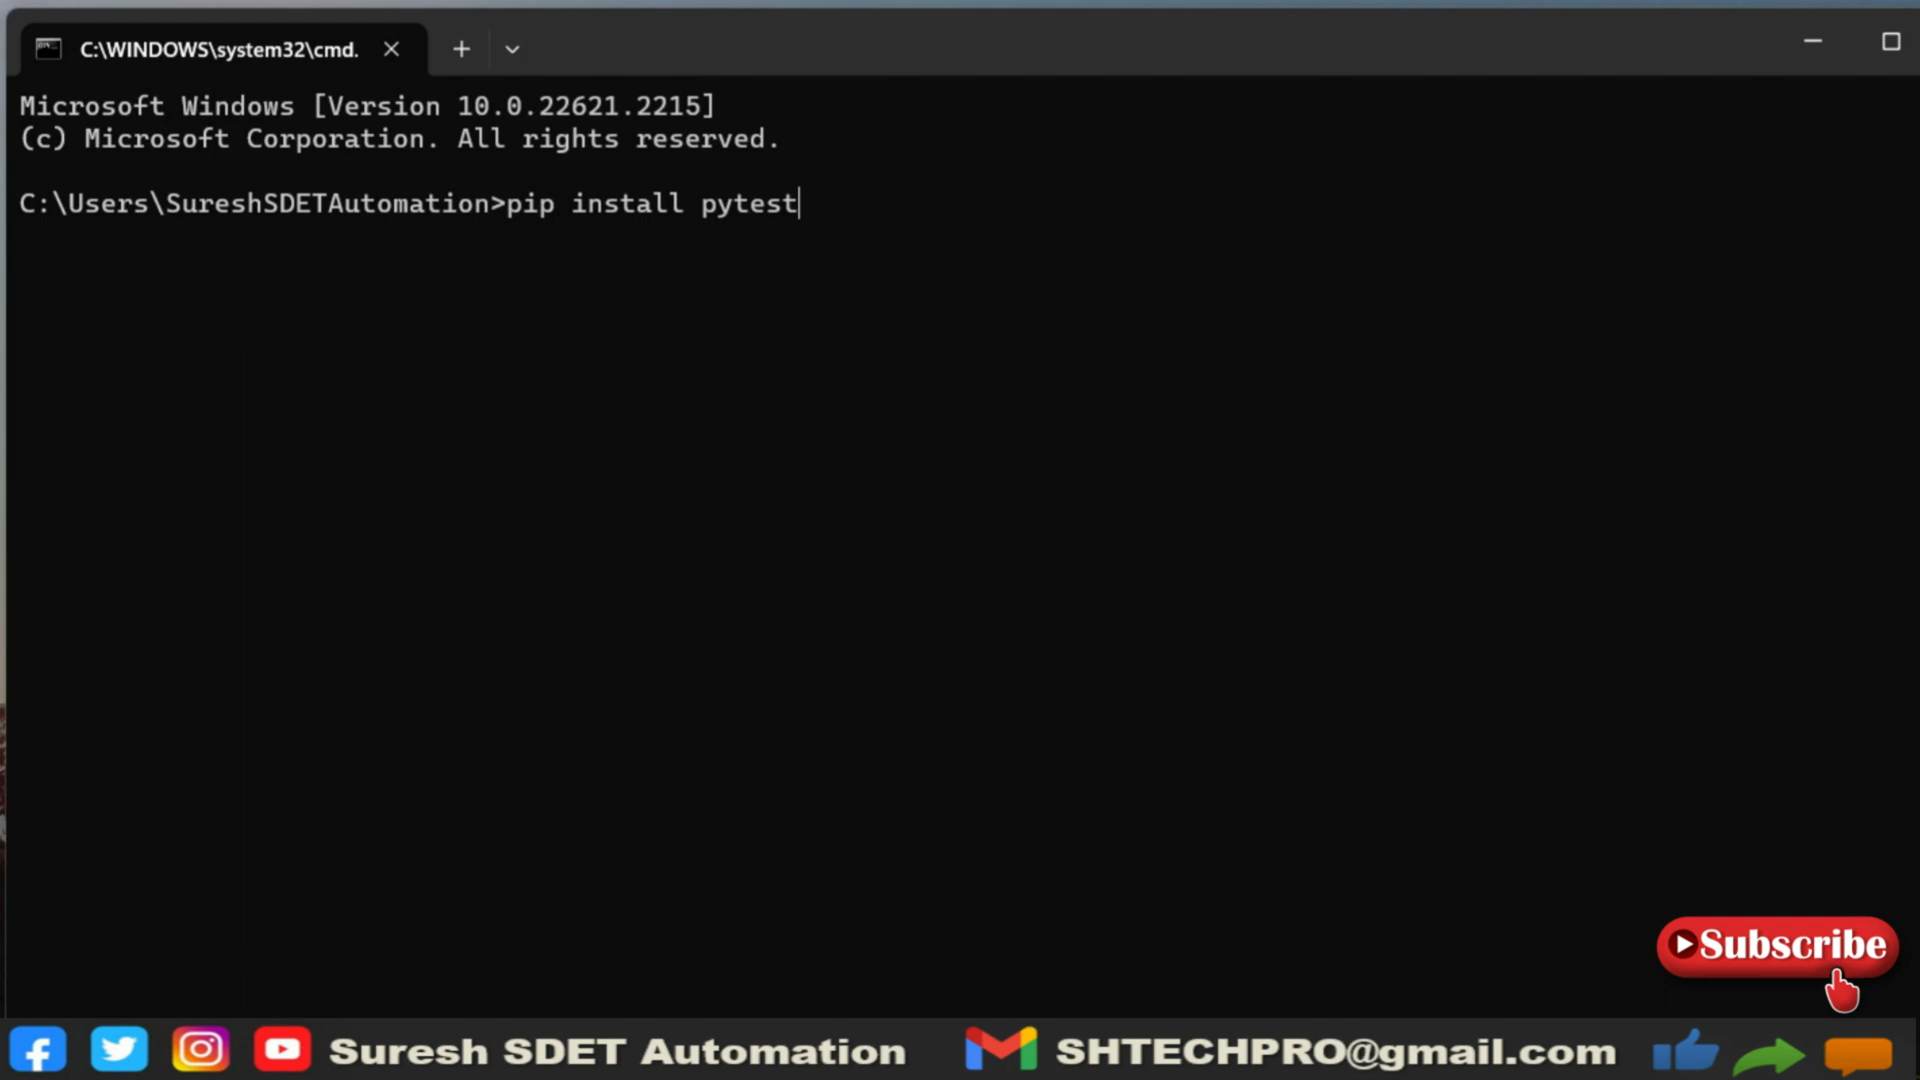 C:\WINDOWS\system32\cmd.
Microsoft Windows [Version 10.0.22621.2215]
(c) Microsoft Corporation. All rights reserved.
C:\Users\SureshSDETAutomation>pip install pytest
Subscribe
Suresh SDET Automation
SHTECHPRO@gmail.com